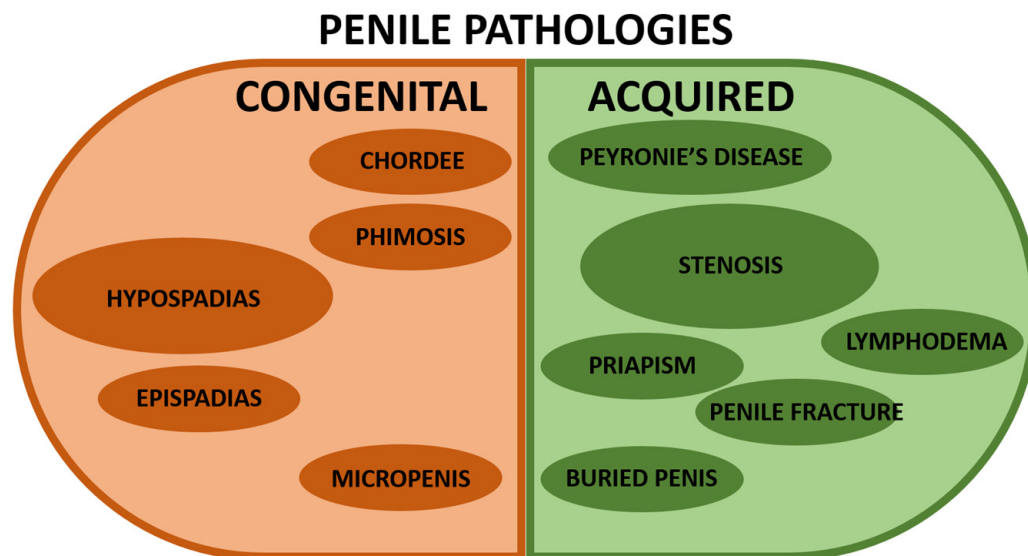 PENILE PATHOLOGIES
CONGENITAL
CHORDEE
PHIMOSIS
HYPOSPADIAS
EPISPADIAS
MICROPENIS
ACQUIRED
PEYRONIE'S DISEASE
STENOSIS
LYMPHODEMA
PRIAPISM
PENILE FRACTURE
BURIED PENIS